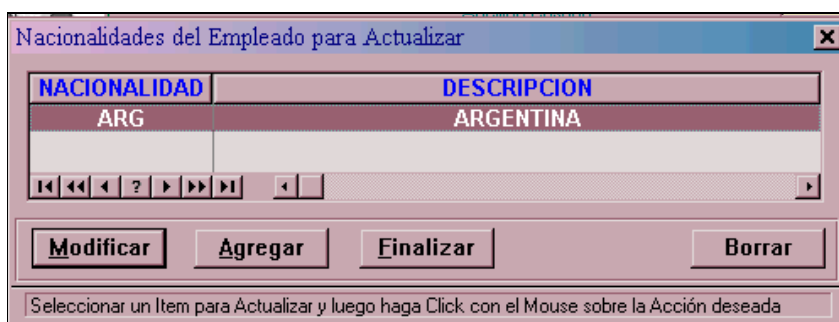 Nacionalidades del Empleado para Actualizar
NACIONALIDAD DESCRIPCION
ARG ARGENTINA
?
Modificar Agregar Finalizar Borrar
Seleccionar un Item para Actualizar y luego haga Click con el Mouse sobre la Acción deseada